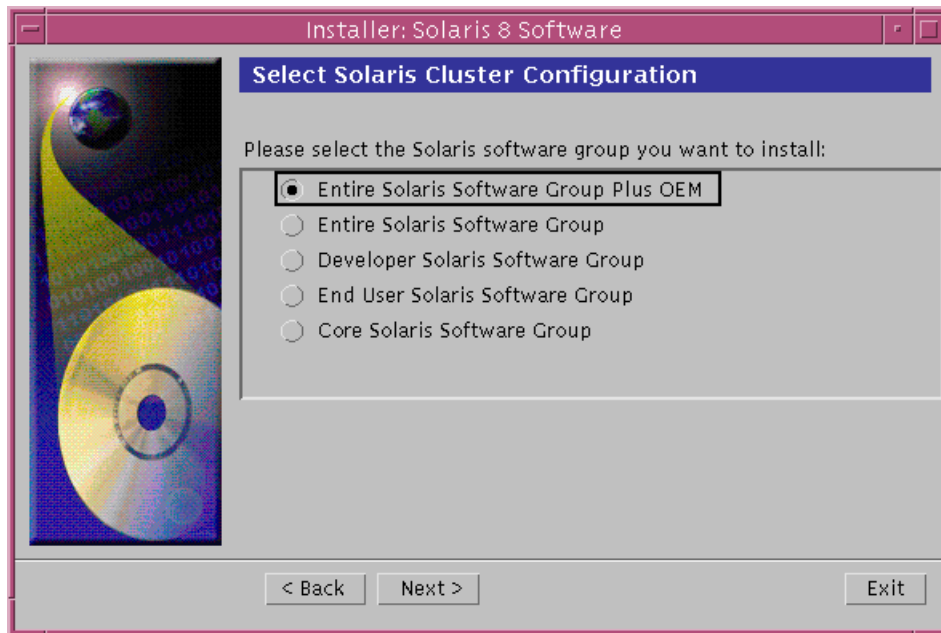 Installer: Solaris 8 Software
Select Solaris Cluster Configuration
Please select the Solaris software group you want to install:
Entire Solaris Software Group Plus OEM
Entire Solaris Software Group
Developer Solaris Software Group
End User Solaris Software Group
Core Solaris Software Group
< Back
Next >
Exit